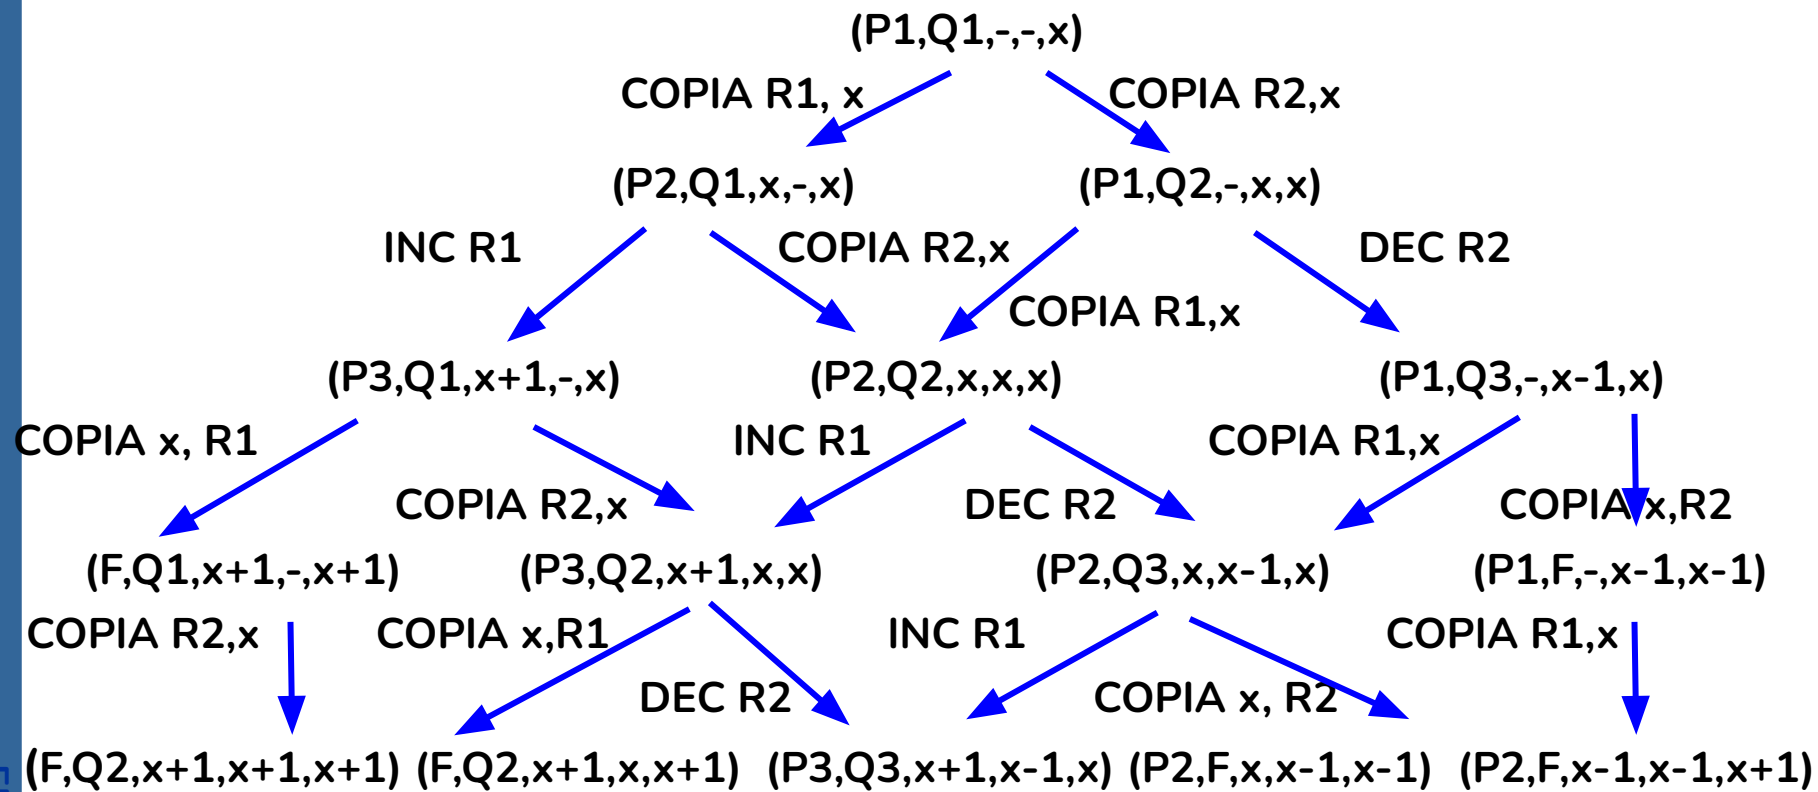 (P1,Q1,-,-,x)
COPIA R1, x
COPIA R2,x
(P2,Q1,x,-,x)
(P1,Q2,-,x,x)
INC R1
COPIA R2,x
DEC R2
COPIA R1,x
(P3,Q1,x+1,-,x)
(P2,Q2,x,x,x)
(P1,Q3,-,x-1,x)
COPIA x, R1
INC R1
COPIA R1,x
COPIA R2,x
DEC R2
COPIA x,R2
(F,Q1,x+1,-,x+1)
(P3,Q2,x+1,x,x)
(P2,Q3,x,x-1,x)
(P1,F,-,x-1,x-1)
COPIA R2,x
COPIA x,R1
INC R1
COPIA R1,x
DEC R2
COPIA x, R2
(F,Q2,x+1,x+1,x+1)
(F,Q2,x+1,x,x+1)
(P3,Q3,x+1,x-1,x)
(P2,F,x,x-1,x-1)
(P2,F,x-1,x-1,x+1)